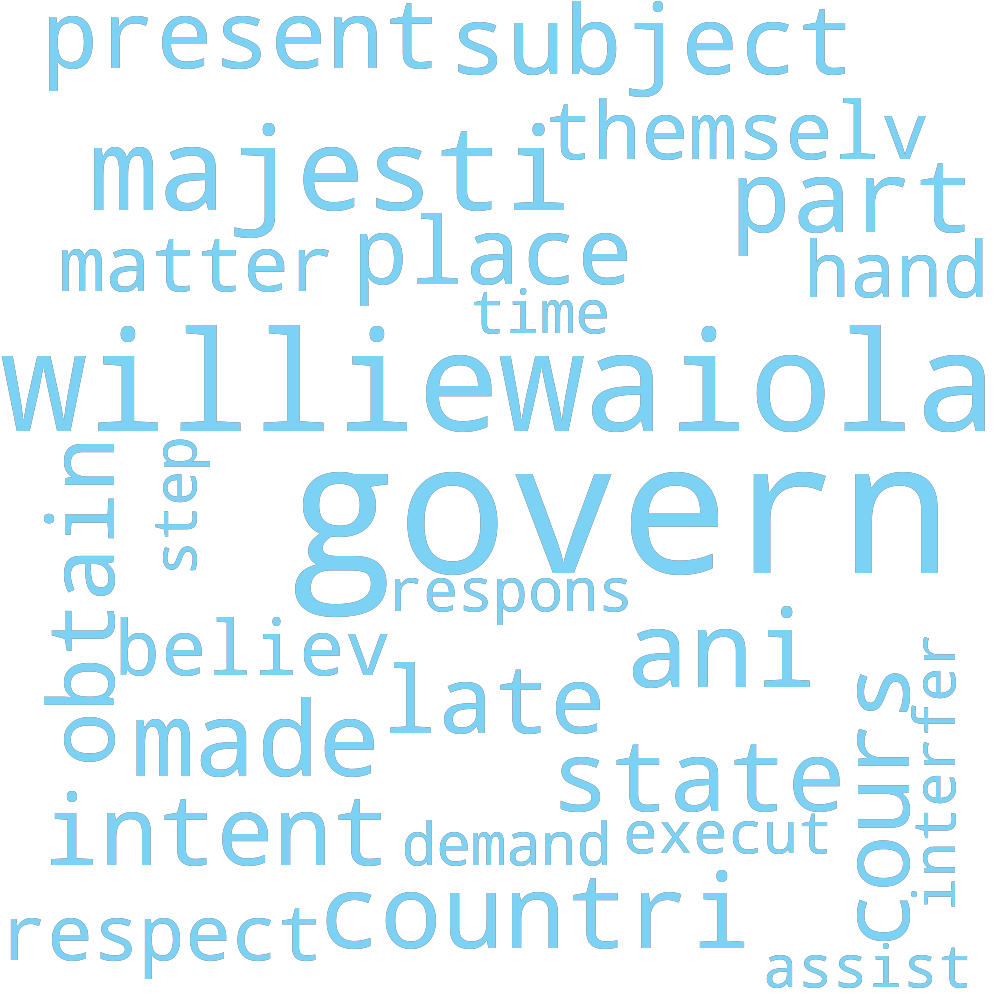 present subject
themselv
majesti
part
matter place hand
time
williewaiola
obtain step govern
respons
believ ani
late
made cours interfer
state
intent demand execut
respect countri
assist